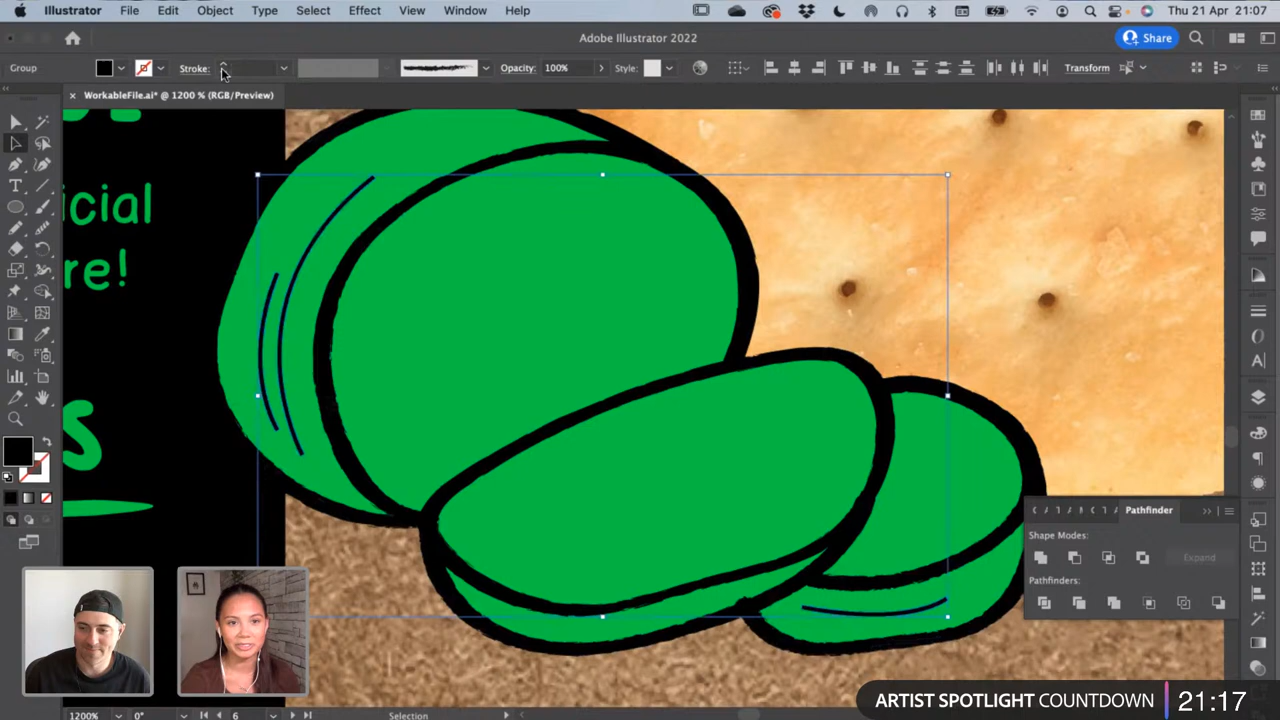 Illustrator File Edit Object Type Select Effect View Window Help
Thu 21 Apr 21:07
Adobe Illustrator 2022
Share
Group
Stroke:
Opacity: 100%
Style:
Transform
WorkableFile.ai* @ 1200 % (RGB/Preview)
icial
re!
s
Pathfinder
Shape Modes:
Expand
Pathfinders:
ARTIST SPOTLIGHT COUNTDOWN 21:17
1200% 0° 6 Selection